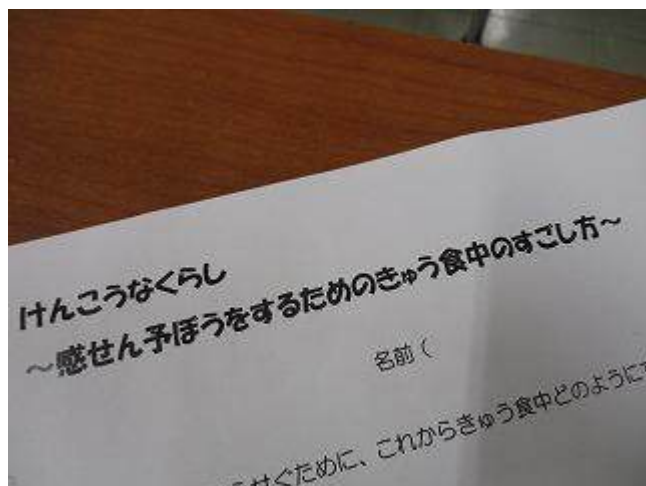 けんこうなくらし
～感せん予ぼうをするためのきゅう食中のすごし方～
名前（
せぐために、これからきゅう食中どのように